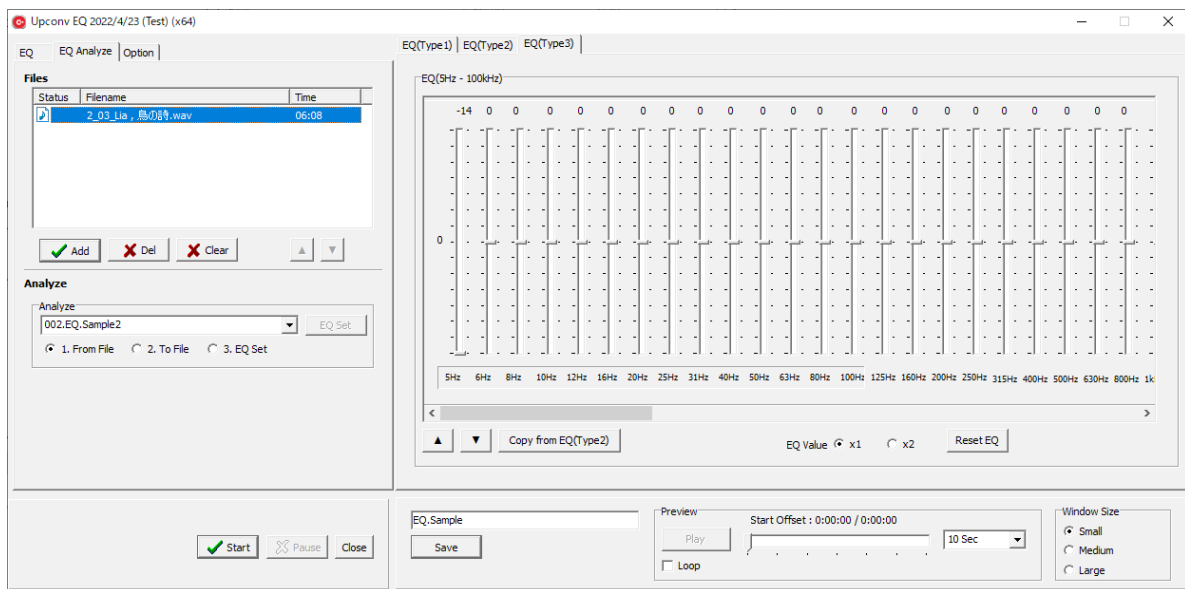 Upconv EQ 2022/4/23 (Test) (x64)
EQ EQ Analyze Option
Files
Status Filename Time
2_03_Lia , 鳥の詩.wav 06:08
Add Del Clear ▲ ▼
Analyze
Analyze
002.EQ.Sample2 EQ Set
1. From File 2. To File 3. EQ Set
Start Pause Close
EQ(Type1) EQ(Type2) EQ(Type3)
EQ(5Hz - 100kHz)
-14 0 0 0 0 0 0 0 0 0 0 0 0 0 0 0 0 0 0 0 0 0 0
0
5Hz 6Hz 8Hz 10Hz 12Hz 16Hz 20Hz 25Hz 31Hz 40Hz 50Hz 63Hz 80Hz 100Hz 125Hz 160Hz 200Hz 250Hz 315Hz 400Hz 500Hz 630Hz 800Hz 1k
▲ ▼ Copy from EQ(Type2) EQ Value x1 x2 Reset EQ
EQ.Sample
Save
Preview
Play Start Offset : 0:00:00 / 0:00:00 10 Sec
Loop
Window Size
Small
Medium
Large